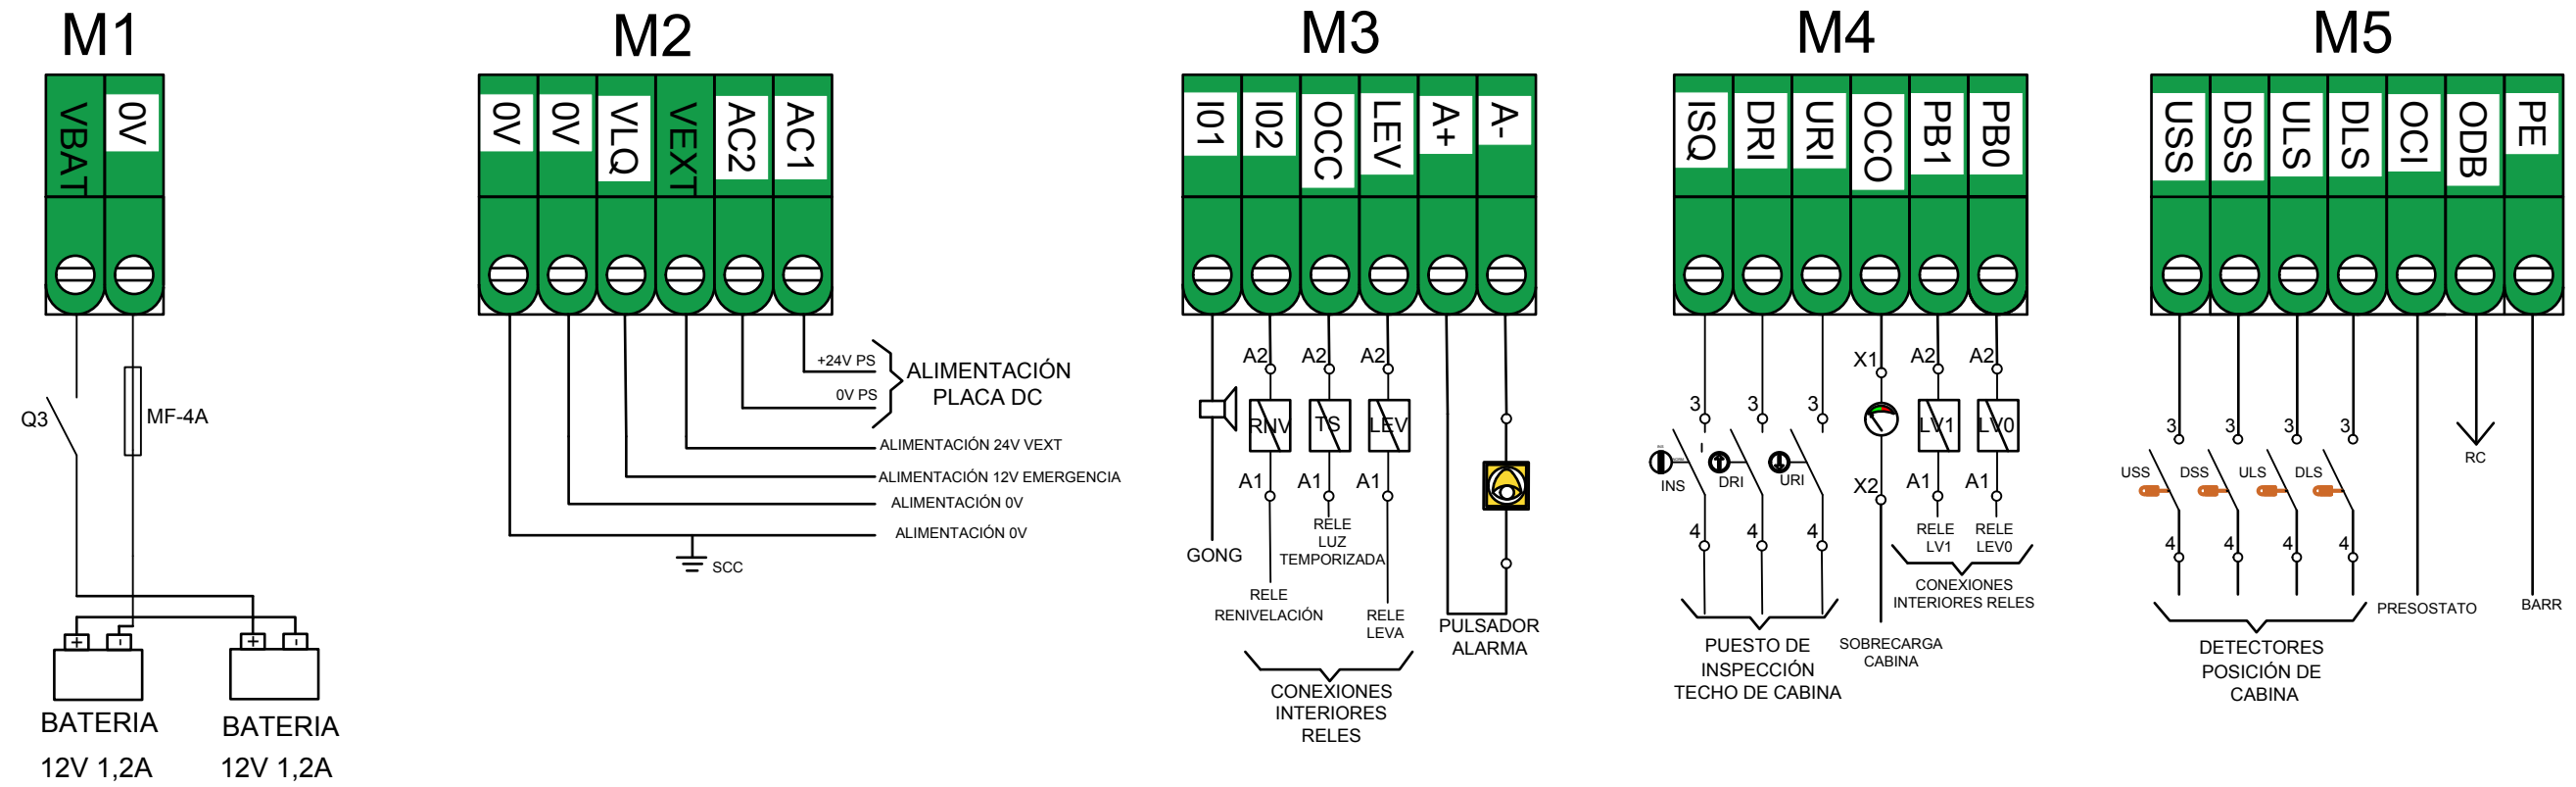 M1
VBAT
0V
Q3
MF-4A
+
-
+
-
BATERIA
12V 1,2A
BATERIA
12V 1,2A
M2
0V
0V
VLQ
VEXT
AC2
AC1
+24V PS
0V PS
ALIMENTACIÓN
PLACA DC
ALIMENTACIÓN 24V VEXT
ALIMENTACIÓN 12V EMERGENCIA
ALIMENTACIÓN 0V
ALIMENTACIÓN 0V
SCC
M3
I01
I02
OCC
LEV
A+
A-
A2
A2
A2
RNV
TS
LEV
A1
A1
A1
GONG
RELE
RENIVELACIÓN
RELE
LUZ
TEMPORIZADA
RELE
LEVA
PULSADOR
ALARMA
CONEXIONES
INTERIORES
RELES
M4
ISQ
DRI
URI
OCO
PB1
PB0
3
3
3
X1
A2
A2
INS
DRI
URI
LV1
LV0
4
4
4
X2
A1
A1
RELE
LV1
RELE
LEV0
CONEXIONES
INTERIORES RELES
PUESTO DE
INSPECCIÓN
TECHO DE CABINA
SOBRECARGA
CABINA
M5
USS
DSS
ULS
DLS
OCI
ODB
PE
3
3
3
3
USS
DSS
ULS
DLS
4
4
4
4
RC
PRESOSTATO
BARR
DETECTORES
POSICIÓN DE
CABINA